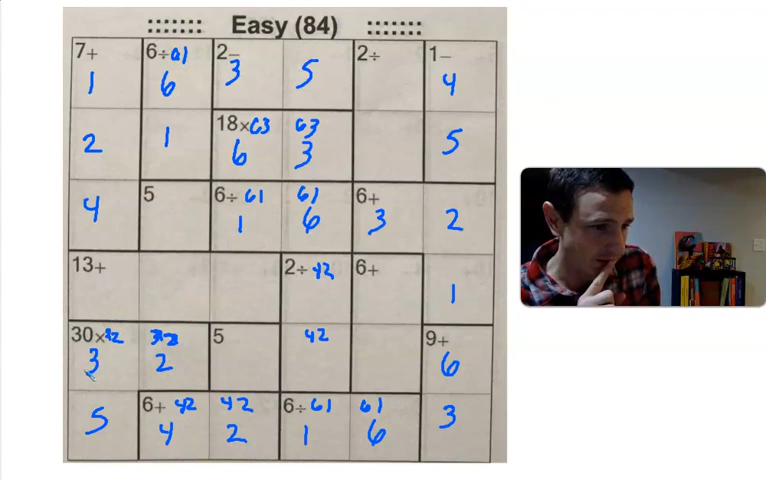 Easy (84)
7+ 6÷ 61 2− 2÷ 1−
1 6 3 5 4
18× 63 63
2 1 6 3 5
5 6÷ 61 61 6+
4 1 6 3 2
13+ 2÷ 42 6+
1
30× 5 42 9+
3 2 6
6+ 42 42 6÷ 61 61
5 4 2 1 6 3